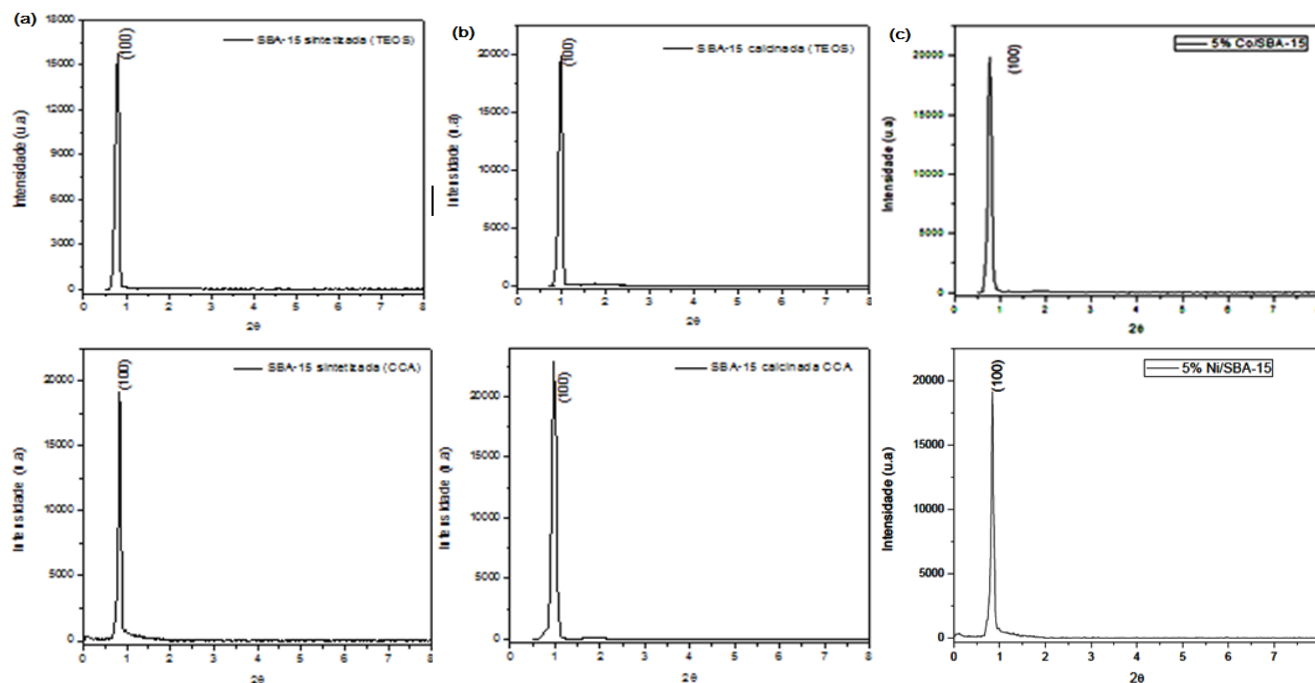 (a)
18000
15000
12000
9000
6000
3000
0
Intensidade (u.a)
(100)
SBA-15 sintetizada (TEOS)
0 1 2 3 4 5 6 7 8
2θ
(b)
20000
15000
10000
5000
0
Intensidade (u.a)
(100)
SBA-15 calcinada (TEOS)
0 1 2 3 4 5 6 7 8
2θ
(c)
20000
15000
10000
5000
0
Intensidade (u.a)
(100)
5% Co/SBA-15
0 1 2 3 4 5 6 7
2θ
20000
15000
10000
5000
0
Intensidade (u.a)
(100)
SBA-15 sintetizada (CCA)
0 1 2 3 4 5 6 7 8
2θ
20000
15000
10000
5000
0
Intensidade (u.a)
(100)
SBA-15 calcinada CCA
0 1 2 3 4 5 6 7 8
2θ
20000
15000
10000
5000
0
Intensidade (u.a)
(100)
5% Ni/SBA-15
0 1 2 3 4 5 6 7
2θ